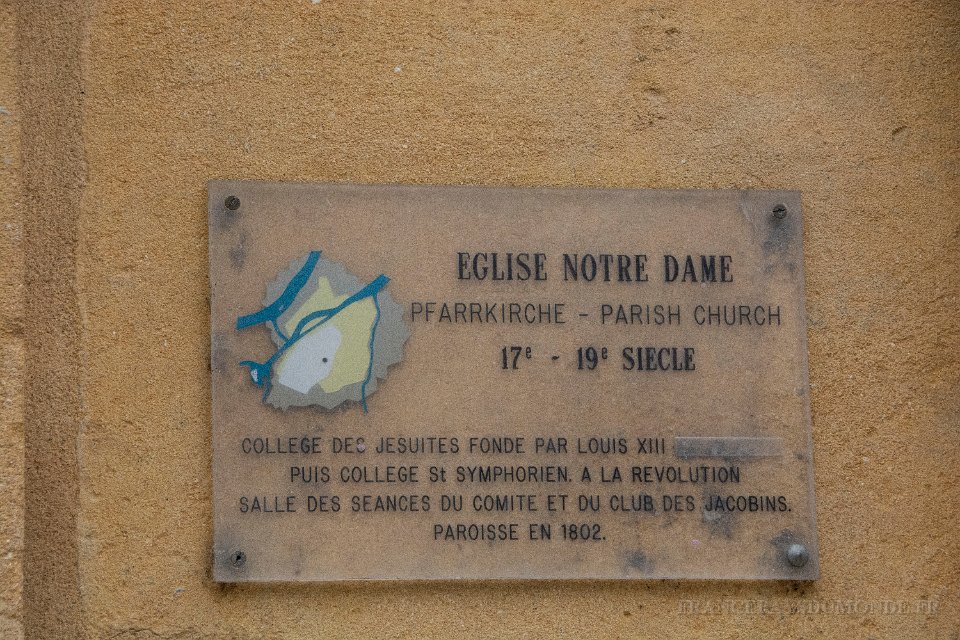 EGLISE NOTRE DAME
PFARRKIRCHE - PARISH CHURCH
17e - 19e SIECLE
COLLEGE DES JESUITES FONDE PAR LOUIS XIII
PUIS COLLEGE St SYMPHORIEN. A LA REVOLUTION
SALLE DES SEANCES DU COMITE ET DU CLUB DES JACOBINS.
PAROISSE EN 1802.